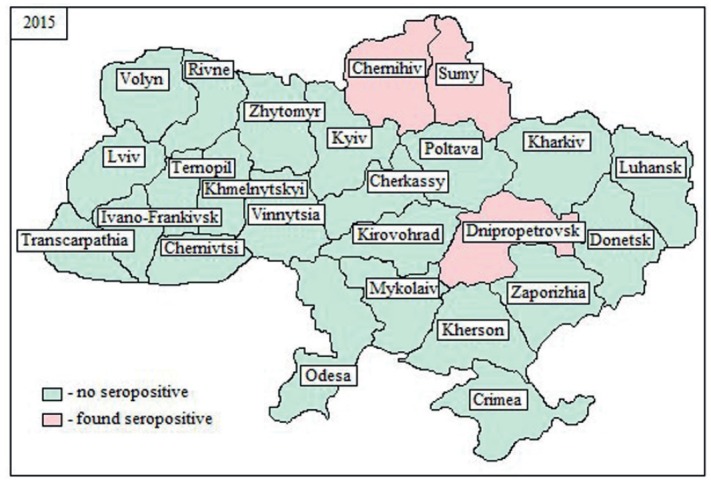 2015
Chernihiv
Sumy
Volyn
Rivne
Zhytomyr
Kyiv
Poltava
Kharkiv
Lviv
Ternopil
Luhansk
Khmelnytskyi
Cherkassy
Ivano-Frankivsk
Vinnytsia
Transcarpathia
Chernivtsi
Kirovohrad
Dnipropetrovsk
Donetsk
Mykolaiv
Zaporizhia
Kherson
Odesa
Crimea
- no seropositive
- found seropositive